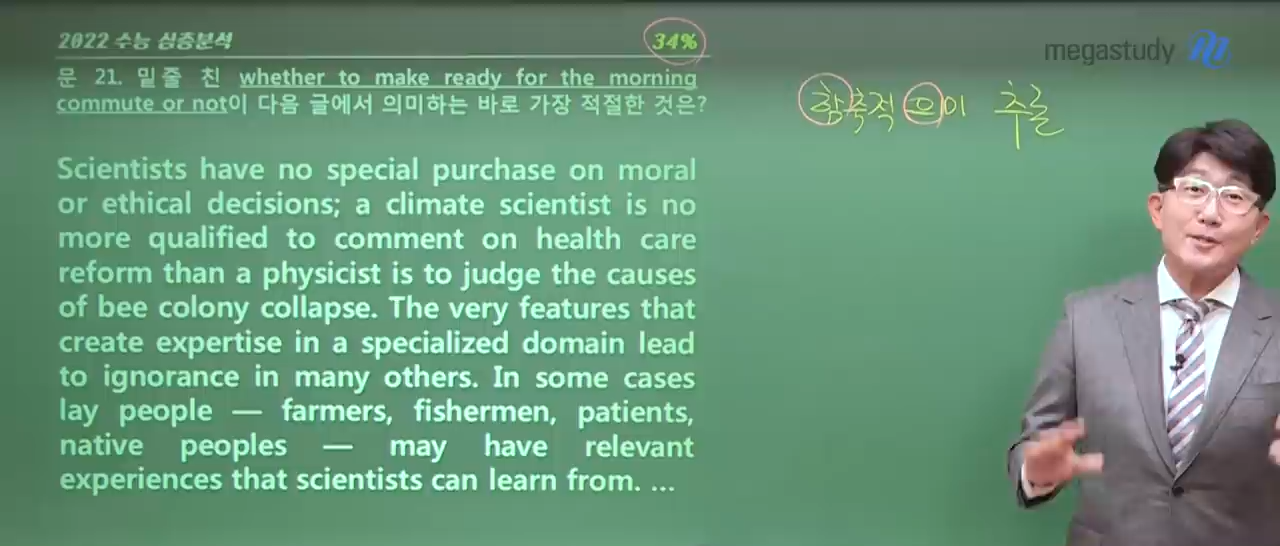 2022 수능 심층분석
34%
megastudy
문 21. 밑줄 친 whether to make ready for the morning
commute or not이 다음 글에서 의미하는 바로 가장 적절한 것은?
함축적 의미 추론
Scientists have no special purchase on moral
or ethical decisions; a climate scientist is no
more qualified to comment on health care
reform than a physicist is to judge the causes
of bee colony collapse. The very features that
create expertise in a specialized domain lead
to ignorance in many others. In some cases
lay people — farmers, fishermen, patients,
native peoples — may have relevant
experiences that scientists can learn from. ...